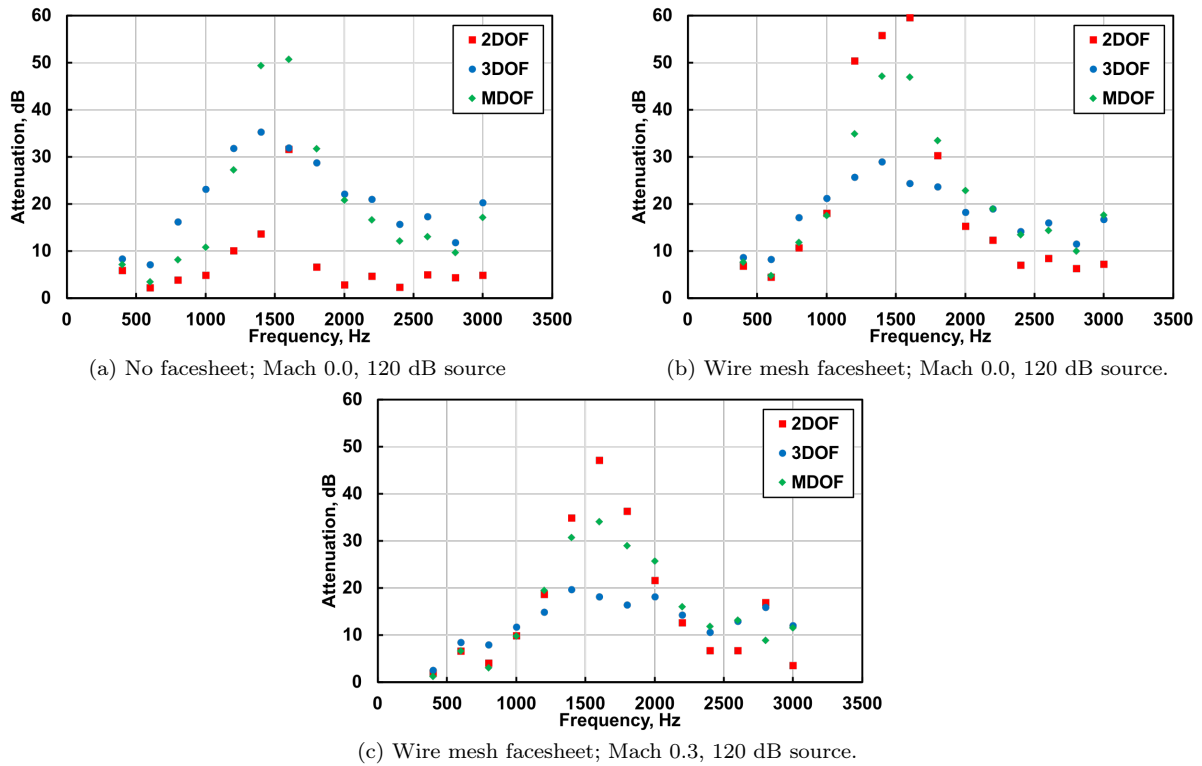 60
50
40
30
20
10
0
Attenuation, dB
2DOF
3DOF
MDOF
0 500 1000 1500 2000 2500 3000 3500
Frequency, Hz
(a) No facesheet; Mach 0.0, 120 dB source
60
50
40
30
20
10
0
Attenuation, dB
2DOF
3DOF
MDOF
0 500 1000 1500 2000 2500 3000 3500
Frequency, Hz
(b) Wire mesh facesheet; Mach 0.0, 120 dB source.
60
50
40
30
20
10
0
Attenuation, dB
2DOF
3DOF
MDOF
0 500 1000 1500 2000 2500 3000 3500
Frequency, Hz
(c) Wire mesh facesheet; Mach 0.3, 120 dB source.